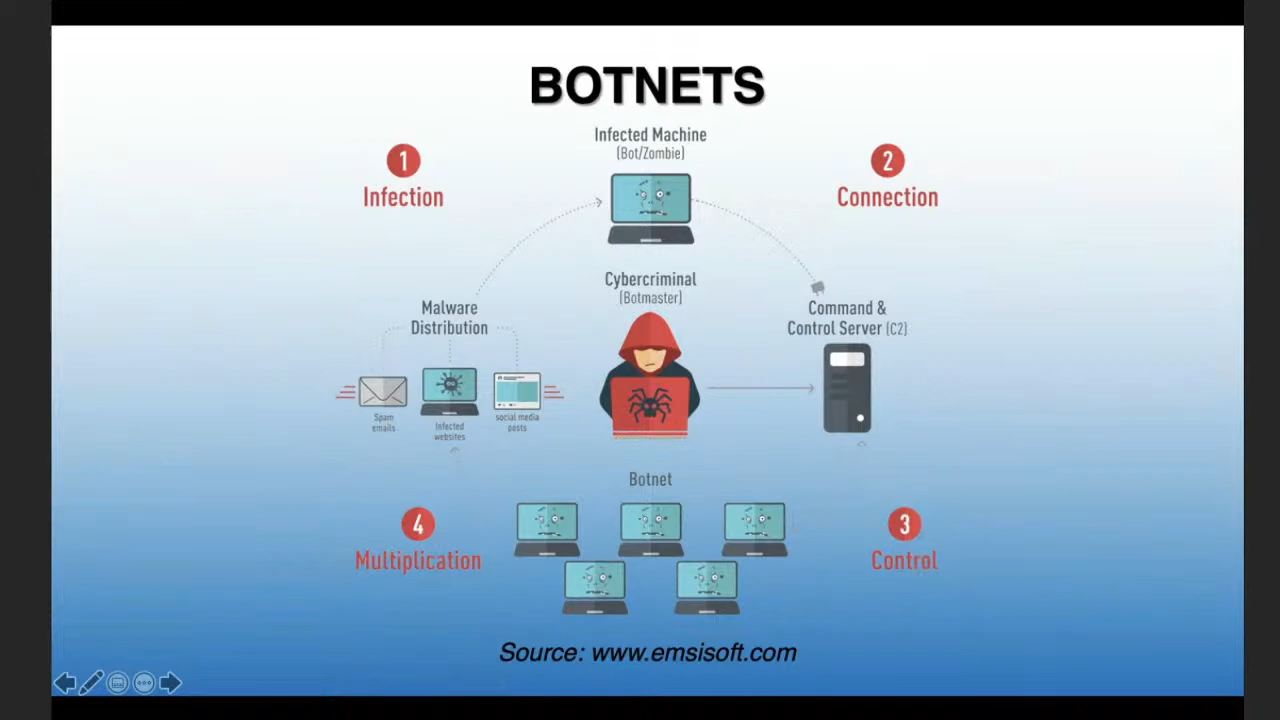 BOTNETS
Infected Machine
(Bot/Zombie)
1
Infection
2
Connection
Cybercriminal
(Botmaster)
Malware
Distribution
Command &
Control Server (C2)
Spam
emails
Infected
websites
social media
posts
Botnet
4
Multiplication
3
Control
Source: www.emsisoft.com